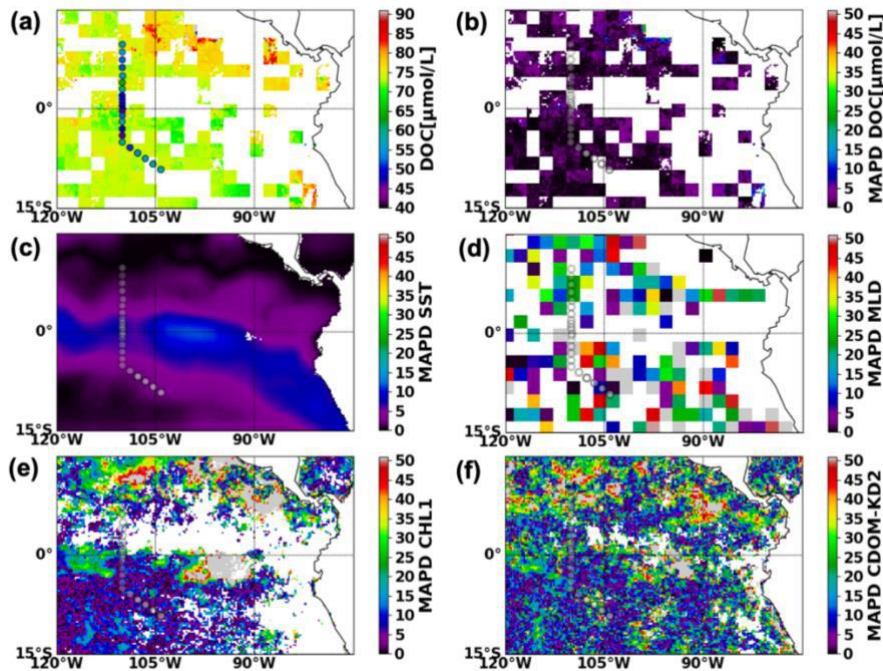 (a)
90
85
80
75
70
65
60
55
50
45
40
DOC[μmol/L]
0°
15°S
120°W
105°W
90°W
(b)
50
45
40
35
30
25
20
15
10
5
0
MAPD DOC[μmol/L]
0°
15°S
120°W
105°W
90°W
(c)
50
45
40
35
30
25
20
15
10
5
0
MAPD SST
0°
15°S
120°W
105°W
90°W
(d)
50
45
40
35
30
25
20
15
10
5
0
MAPD MLD
0°
15°S
120°W
105°W
90°W
(e)
50
45
40
35
30
25
20
15
10
5
0
MAPD CHL1
0°
15°S
120°W
105°W
90°W
(f)
50
45
40
35
30
25
20
15
10
5
0
MAPD CDOM-KD2
0°
15°S
120°W
105°W
90°W